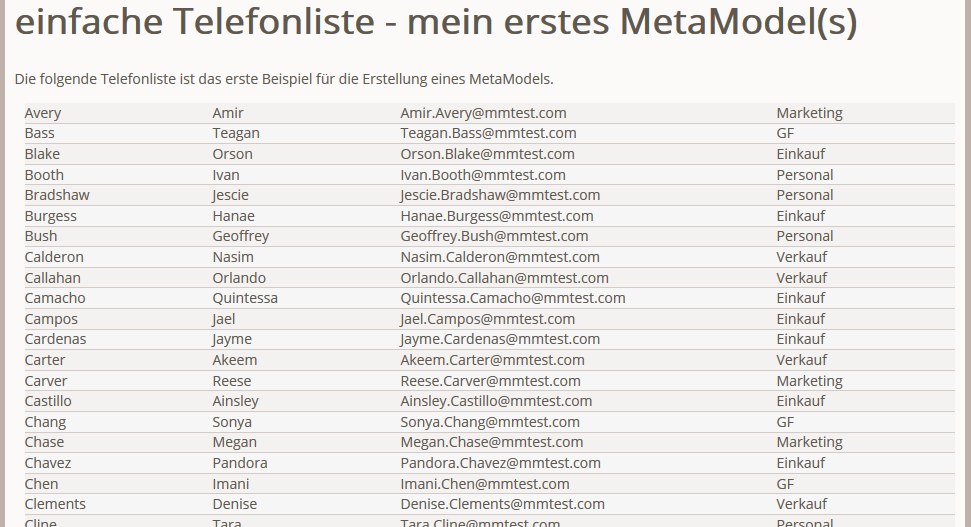 einfache Telefonliste - mein erstes MetaModel(s)
Die folgende Telefonliste ist das erste Beispiel für die Erstellung eines MetaModels.
Avery Amir Amir.Avery@mmtest.com Marketing
Bass Teagan Teagan.Bass@mmtest.com GF
Blake Orson Orson.Blake@mmtest.com Einkauf
Booth Ivan Ivan.Booth@mmtest.com Personal
Bradshaw Jescie Jescie.Bradshaw@mmtest.com Personal
Burgess Hanae Hanae.Burgess@mmtest.com Einkauf
Bush Geoffrey Geoffrey.Bush@mmtest.com Personal
Calderon Nasim Nasim.Calderon@mmtest.com Verkauf
Callahan Orlando Orlando.Callahan@mmtest.com Verkauf
Camacho Quintessa Quintessa.Camacho@mmtest.com Einkauf
Campos Jael Jael.Campos@mmtest.com Einkauf
Cardenas Jayme Jayme.Cardenas@mmtest.com Einkauf
Carter Akeem Akeem.Carter@mmtest.com Verkauf
Carver Reese Reese.Carver@mmtest.com Marketing
Castillo Ainsley Ainsley.Castillo@mmtest.com Einkauf
Chang Sonya Sonya.Chang@mmtest.com GF
Chase Megan Megan.Chase@mmtest.com Marketing
Chavez Pandora Pandora.Chavez@mmtest.com Einkauf
Chen Imani Imani.Chen@mmtest.com GF
Clements Denise Denise.Clements@mmtest.com Verkauf
Cline Tara Tara.Cline@mmtest.com Personal